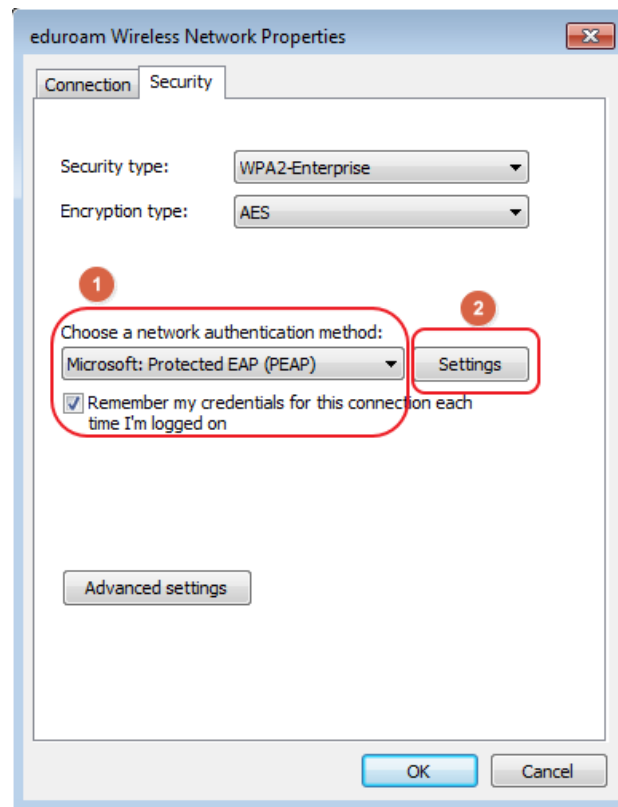 eduroam Wireless Network Properties
Connection Security
Security type: WPA2-Enterprise
Encryption type: AES
1
2
Choose a network authentication method:
Microsoft: Protected EAP (PEAP) Settings
Remember my credentials for this connection each
time I'm logged on
Advanced settings
OK Cancel